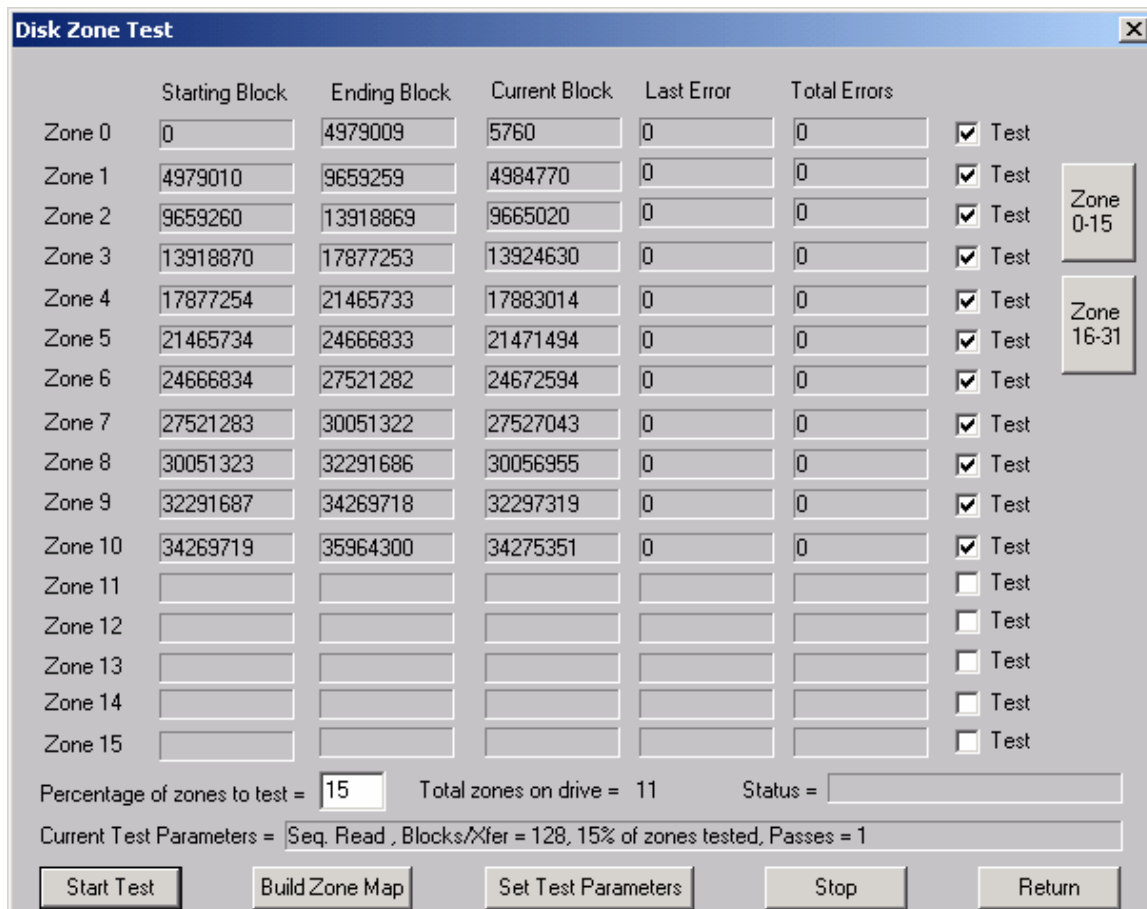 Disk Zone Test
Starting Block Ending Block Current Block Last Error Total Errors
Zone 0 0 4979009 5760 0 0 Test
Zone 1 4979010 9659259 4984770 0 0 Test
Zone 2 9659260 13918869 9665020 0 0 Test
Zone 3 13918870 17877253 13924630 0 0 Test
Zone 4 17877254 21465733 17883014 0 0 Test
Zone 5 21465734 24666833 21471494 0 0 Test
Zone 6 24666834 27521282 24672594 0 0 Test
Zone 7 27521283 30051322 27527043 0 0 Test
Zone 8 30051323 32291686 30056955 0 0 Test
Zone 9 32291687 34269718 32297319 0 0 Test
Zone 10 34269719 35964300 34275351 0 0 Test
Zone 11 Test
Zone 12 Test
Zone 13 Test
Zone 14 Test
Zone 15 Test
Zone
0-15
Zone
16-31
Percentage of zones to test = 15 Total zones on drive = 11 Status =
Current Test Parameters = Seq. Read , Blocks/Xfer = 128, 15% of zones tested, Passes = 1
Start Test Build Zone Map Set Test Parameters Stop Return